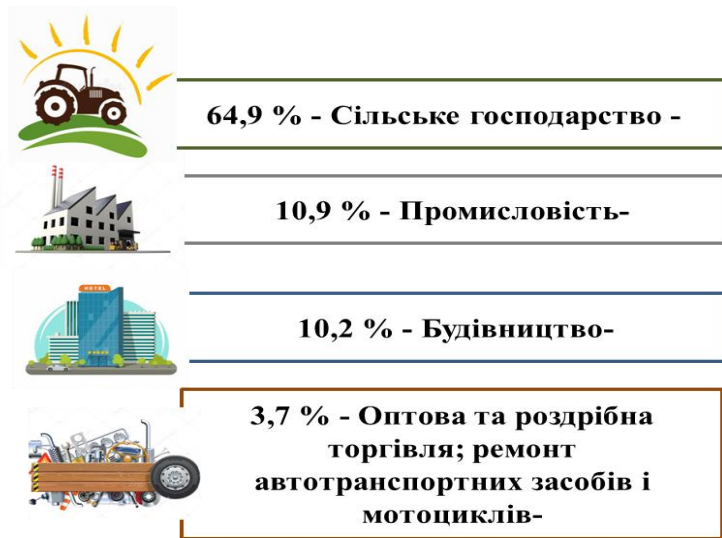 64,9 % - Сільське господарство -
10,9 % - Промисловість-
HOTEL
10,2 % - Будівництво-
3,7 % - Оптова та роздрібна
торгівля; ремонт
автотранспортних засобів і
мотоциклів-